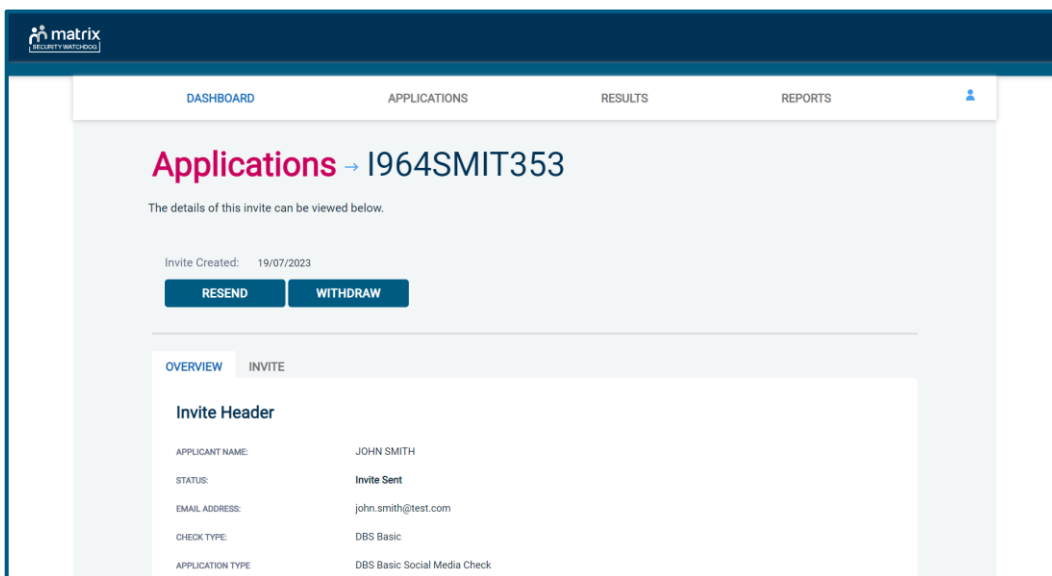 matrix
SECURITY WATCHDOG
DASHBOARD APPLICATIONS RESULTS REPORTS
Applications → I964SMIT353
The details of this invite can be viewed below.
Invite Created: 19/07/2023
RESEND WITHDRAW
OVERVIEW INVITE
Invite Header
APPLICANT NAME: JOHN SMITH
STATUS: Invite Sent
EMAIL ADDRESS: john.smith@test.com
CHECK TYPE: DBS Basic
APPLICATION TYPE DBS Basic Social Media Check